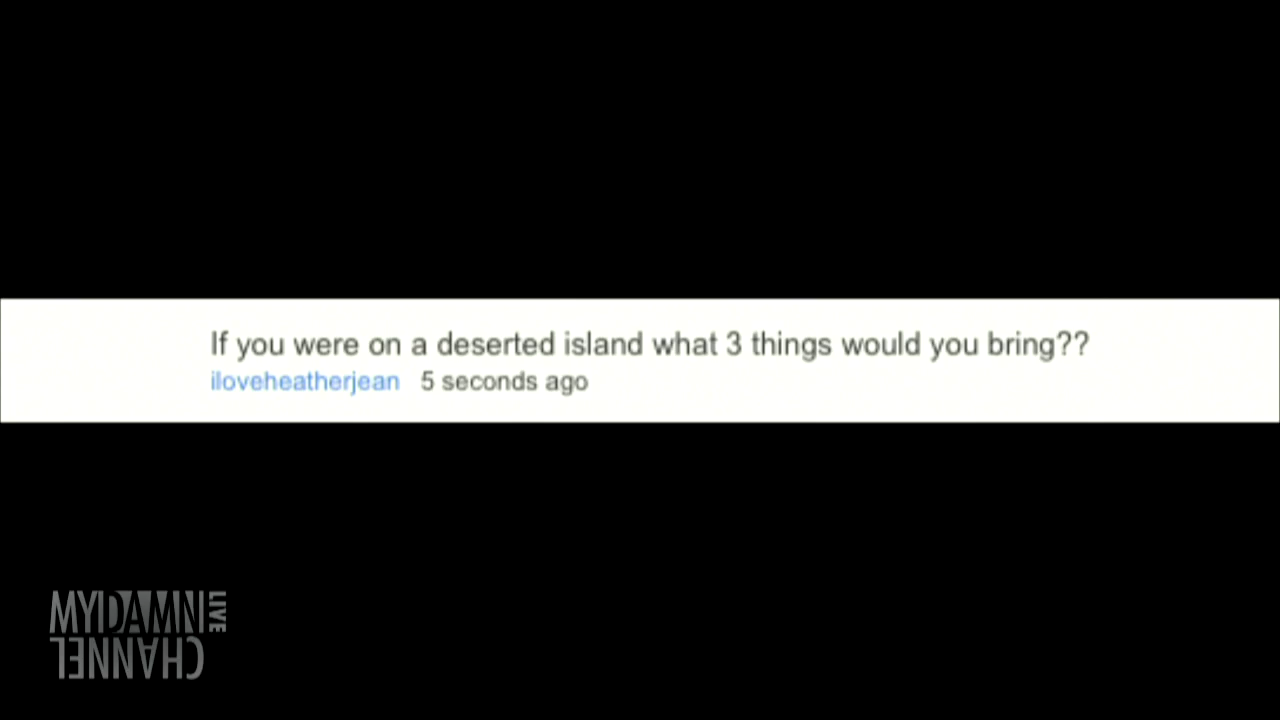 If you were on a deserted island what 3 things would you bring??
iloveheatherjean 5 seconds ago
MYDAMN LIVE
CHANNEL